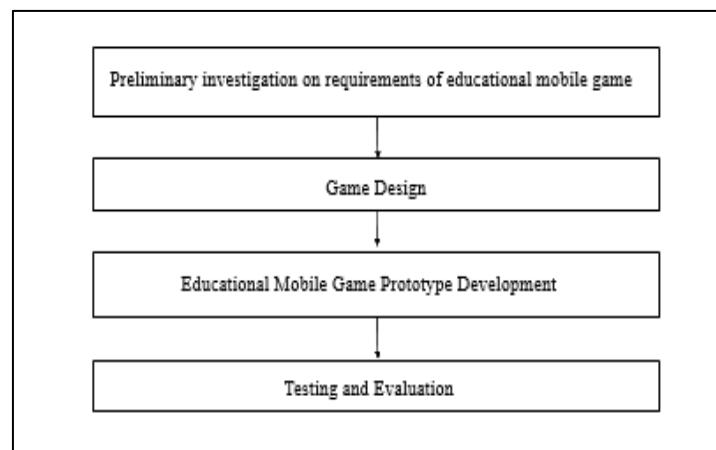 Preliminary investigation on requirements of educational mobile game
Game Design
Educational Mobile Game Prototype Development
Testing and Evaluation